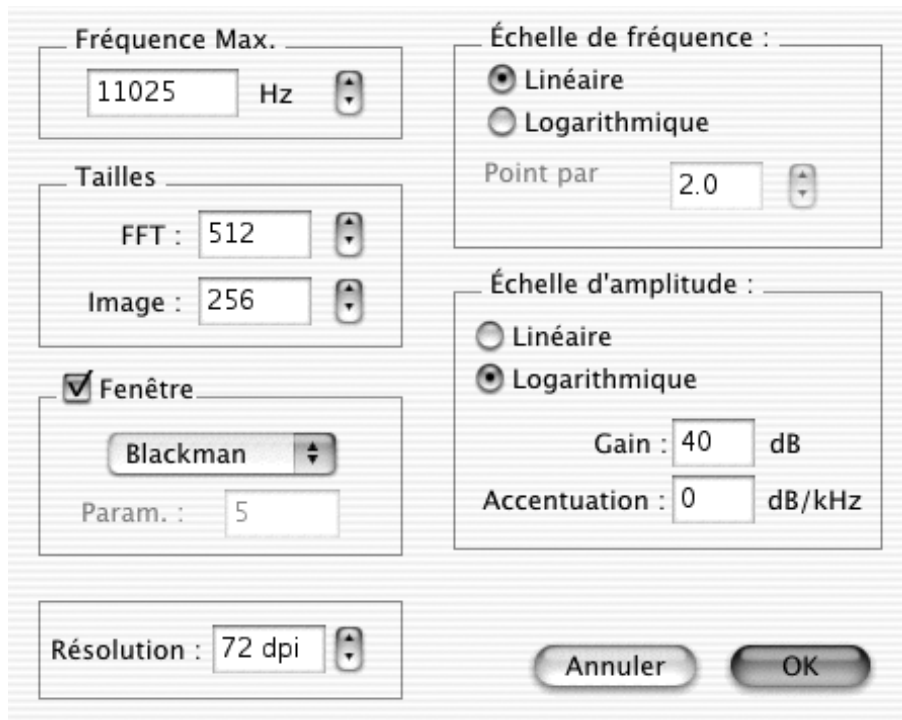 Fréquence Max.
11025 Hz
Tailles
FFT : 512
Image : 256
Fenêtre
Blackman
Param. : 5
Résolution : 72 dpi
Échelle de fréquence :
Linéaire
Logarithmique
Point par 2.0
Échelle d'amplitude :
Linéaire
Logarithmique
Gain : 40 dB
Accentuation : 0 dB/kHz
Annuler OK